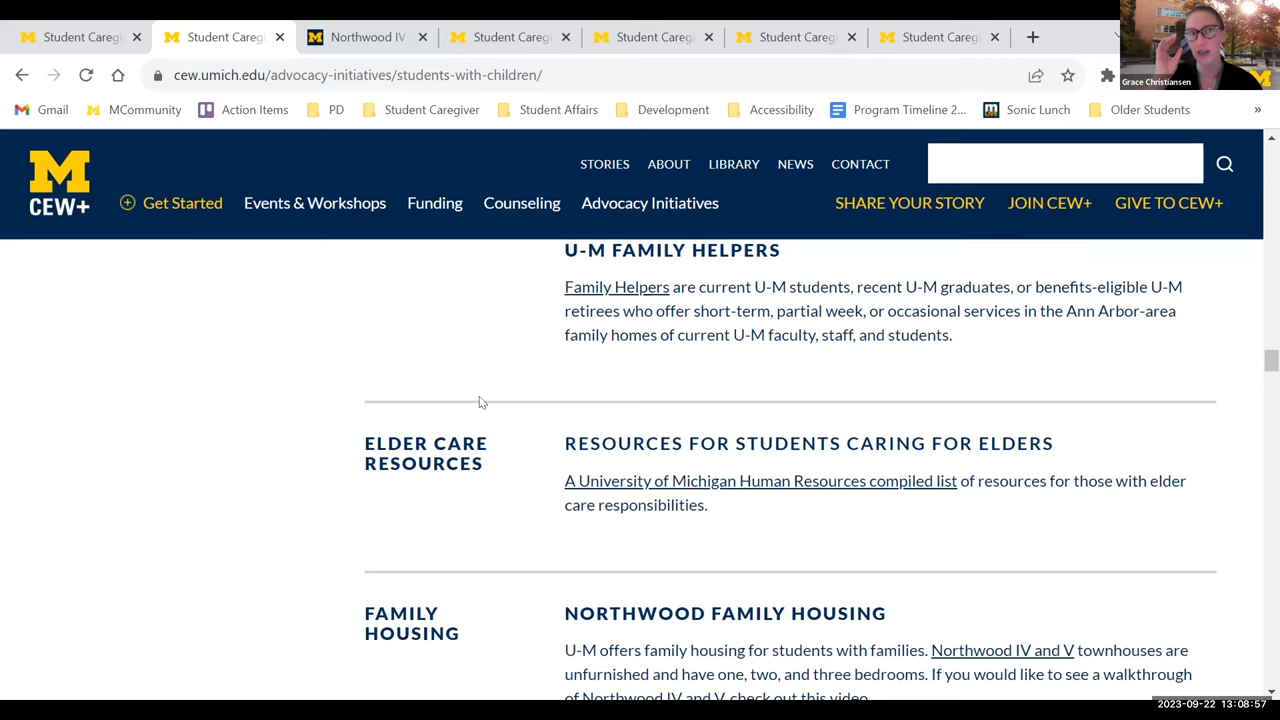 Student Caregi
Student Caregi
Northwood IV
Student Caregi
Student Caregi
Student Caregi
Student Caregi
cew.umich.edu/advocacy-initiatives/students-with-children/
Grace Christiansen
Gmail
MCommunity
Action Items
PD
Student Caregiver
Student Affairs
Development
Accessibility
Program Timeline 2...
Sonic Lunch
Older Students
»
M
CEW+
STORIES ABOUT LIBRARY NEWS CONTACT
Get Started Events & Workshops Funding Counseling Advocacy Initiatives SHARE YOUR STORY JOIN CEW+ GIVE TO CEW+
U-M FAMILY HELPERS
Family Helpers are current U-M students, recent U-M graduates, or benefits-eligible U-M
retirees who offer short-term, partial week, or occasional services in the Ann Arbor-area
family homes of current U-M faculty, staff, and students.
ELDER CARE
RESOURCES
RESOURCES FOR STUDENTS CARING FOR ELDERS
A University of Michigan Human Resources compiled list of resources for those with elder
care responsibilities.
FAMILY
HOUSING
NORTHWOOD FAMILY HOUSING
U-M offers family housing for students with families. Northwood IV and V townhouses are
unfurnished and have one, two, and three bedrooms. If you would like to see a walkthrough
of Northwood IV and V, check out this video.
2023-09-22 13:08:57